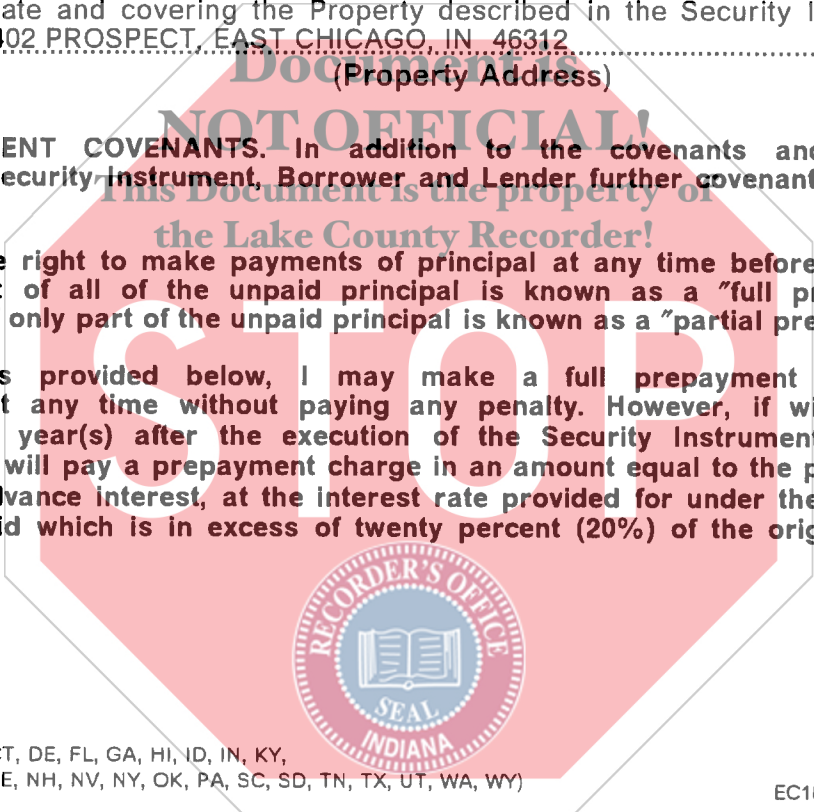 ate and covering the Property described in the Security I
402 PROSPECT, EAST CHICAGO, IN 46312
Document is
(Property Address)
NOT OFFICIAL!
ENT COVENANTS. In addition to the covenants and
ecurity Instrument, Borrower and Lender further covenant
This Document is the property of
the Lake County Recorder!
e right to make payments of principal at any time before
t of all of the unpaid principal is known as a "full pr
only part of the unpaid principal is known as a "partial pre
s provided below, I may make a full prepayment
t any time without paying any penalty. However, if wi
year(s) after the execution of the Security Instrument
will pay a prepayment charge in an amount equal to the p
dvance interest, at the interest rate provided for under the
id which is in excess of twenty percent (20%) of the orig
STOP
RECORDER'S OFFICE
SEAL
INDIANA
CT, DE, FL, GA, HI, ID, IN, KY,
E, NH, NV, NY, OK, PA, SC, SD, TN, TX, UT, WA, WY)